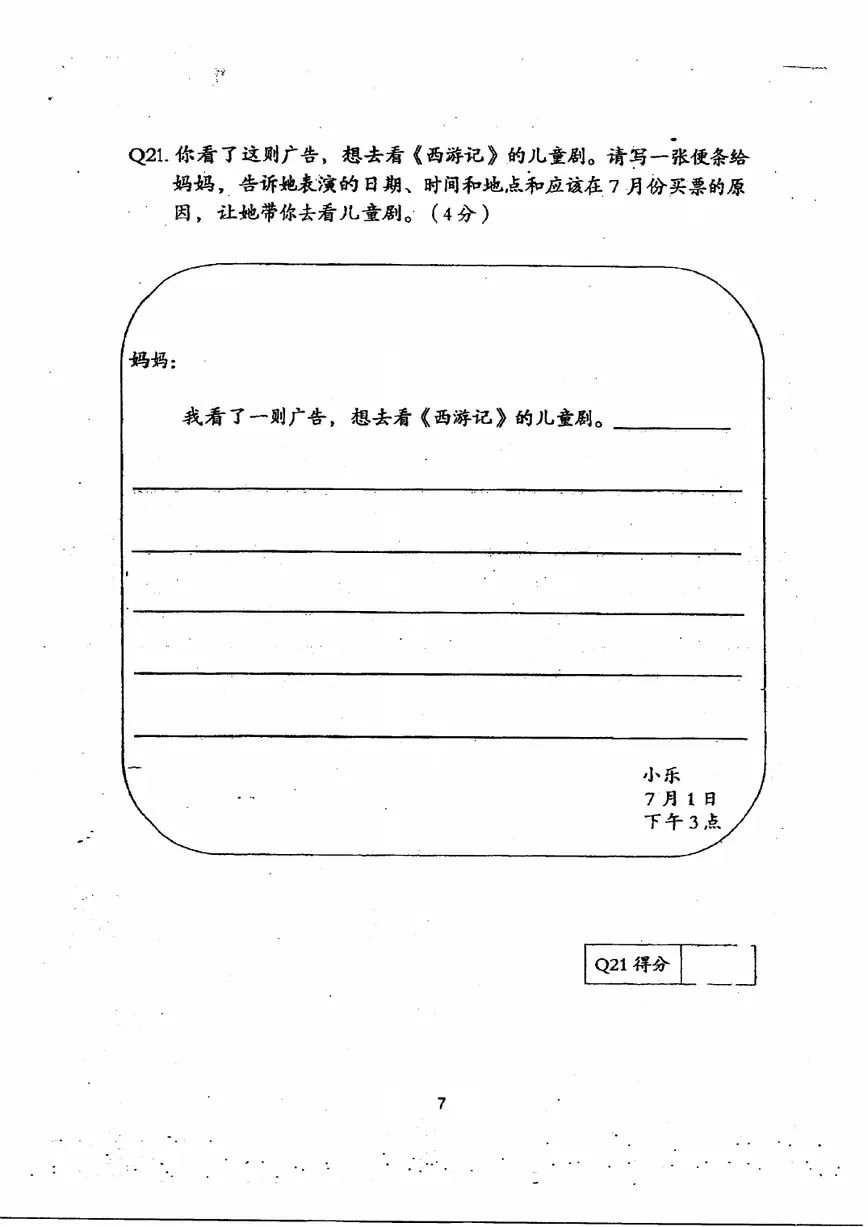 Q21. 你看了这则广告，想去看《西游记》的儿童剧。请写一张便条给
妈妈，告诉她表演的日期、时间和地点和应该在 7 月份买票的原
因，让她带你去看儿童剧。（4 分）
妈妈：
我看了一则广告，想去看《西游记》的儿童剧。
小乐
7 月 1 日
下午 3 点
Q21 得分
7